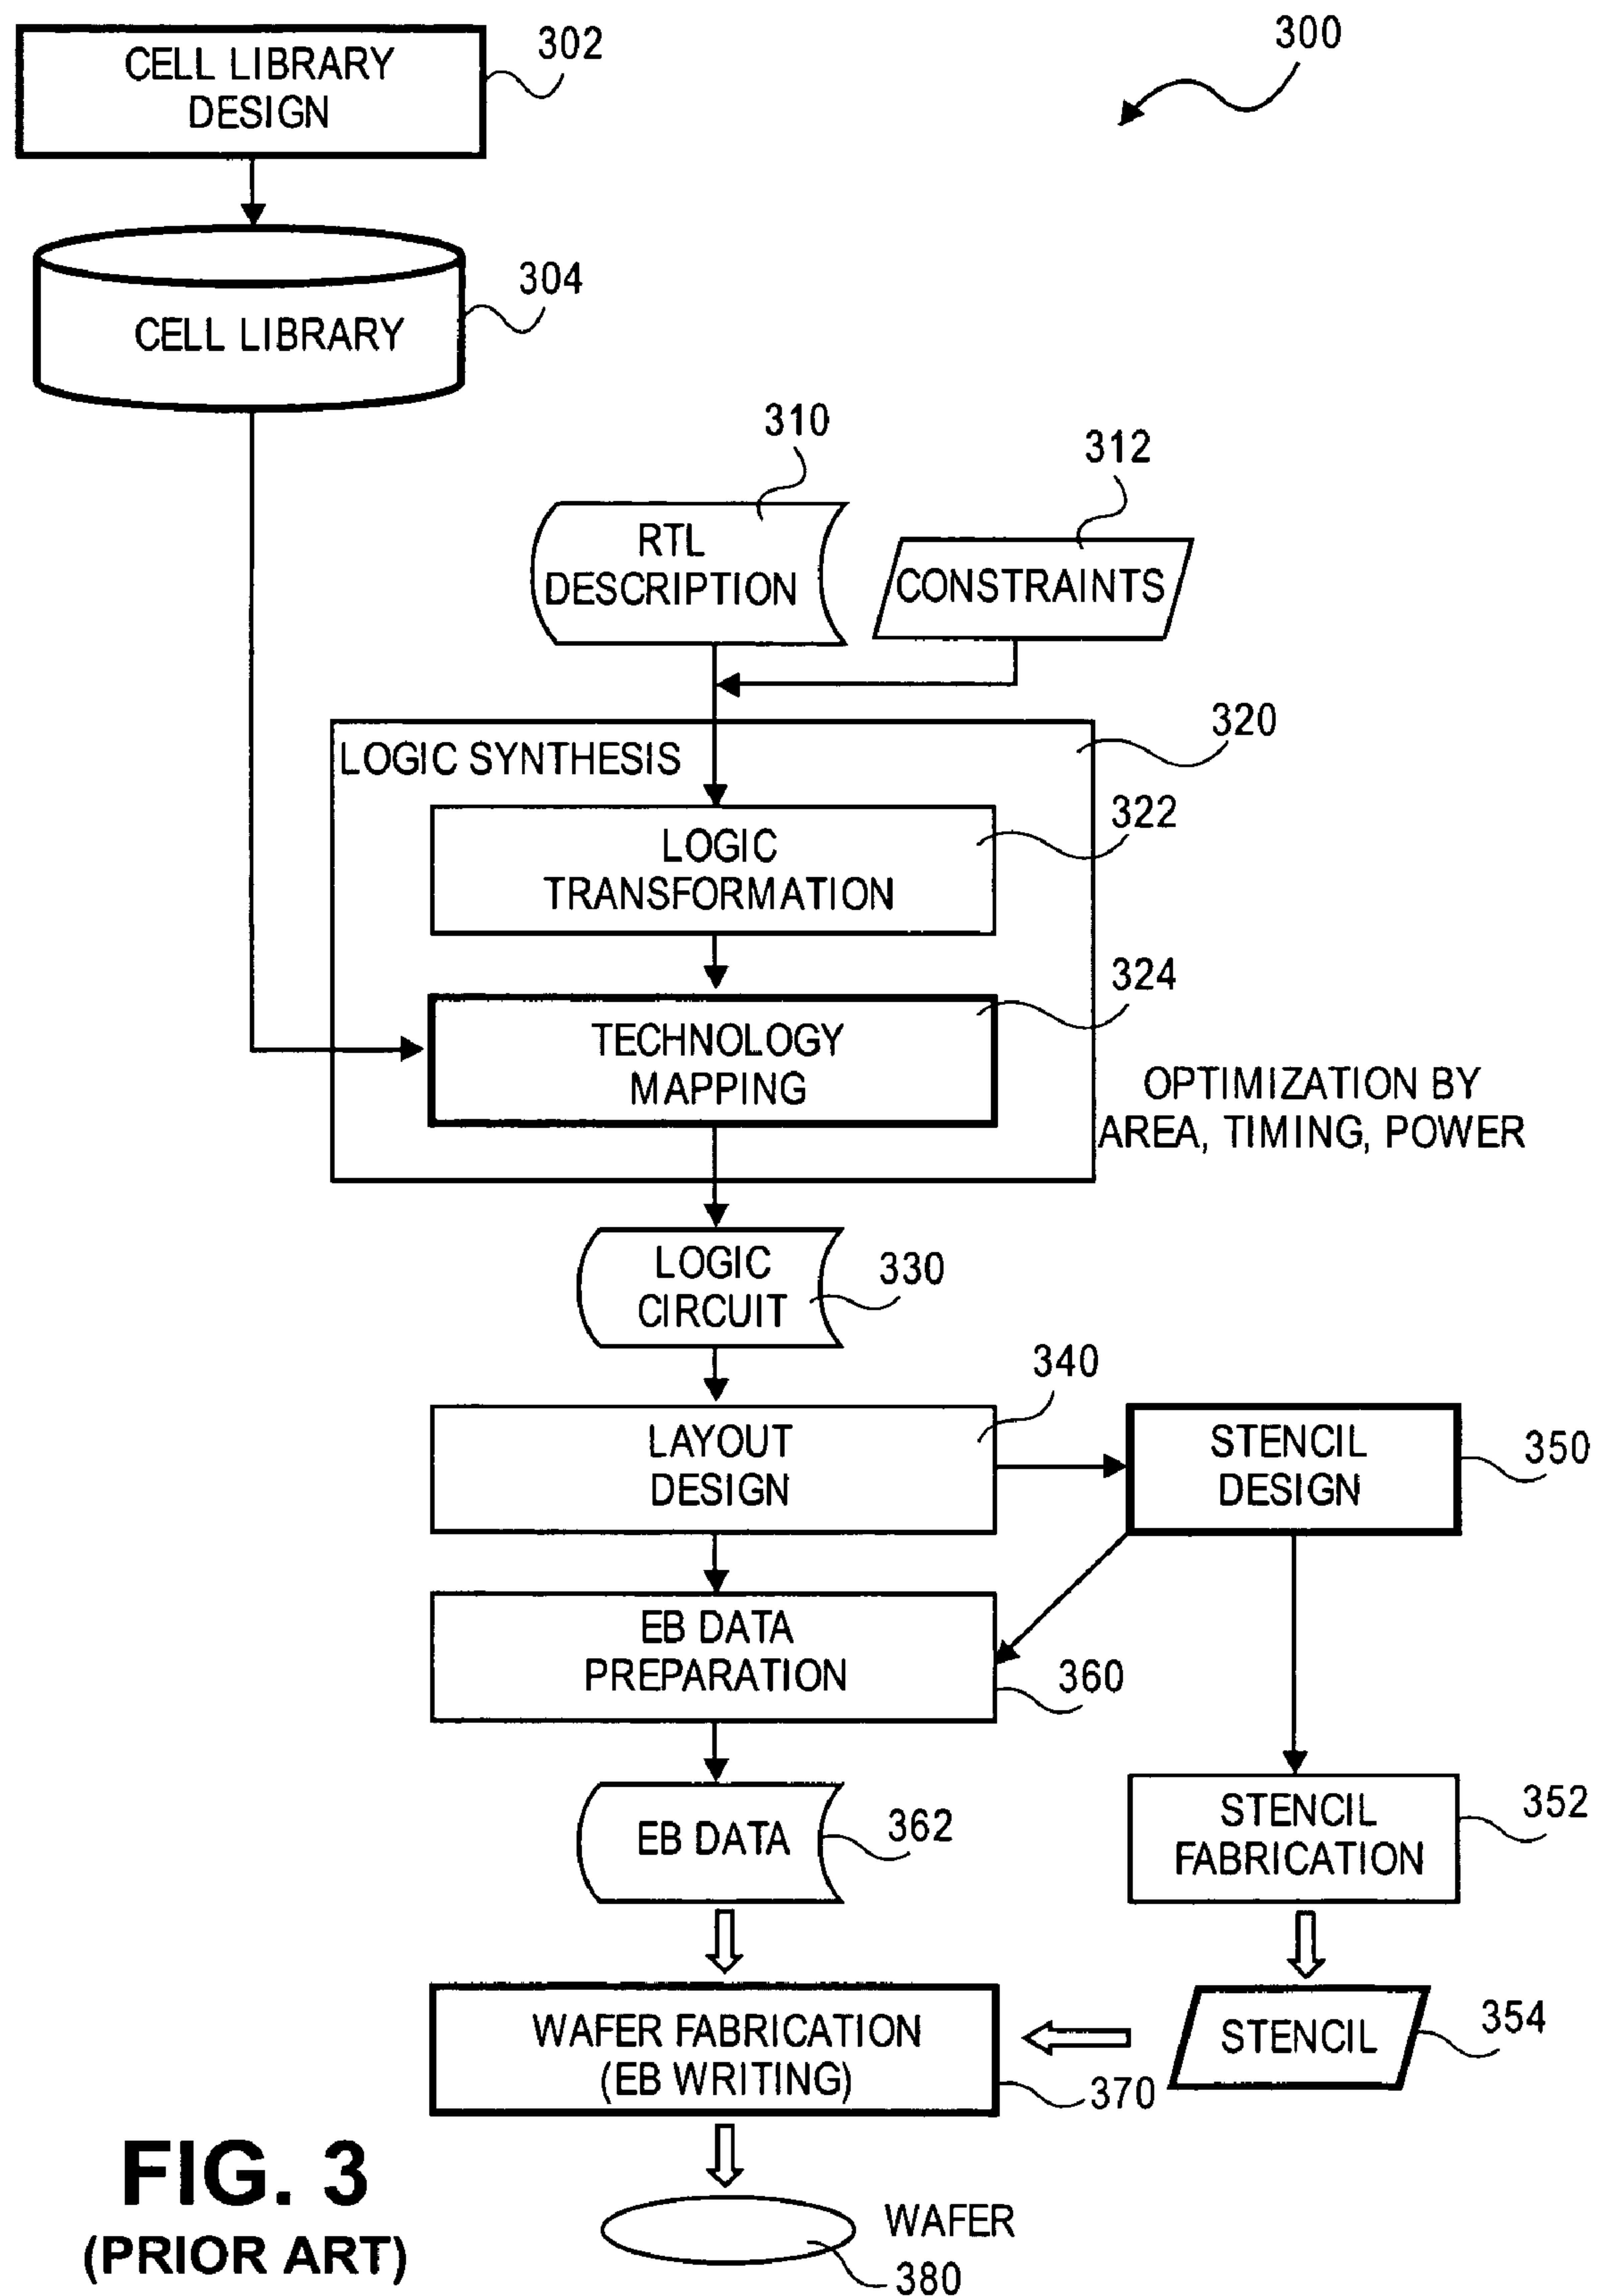 300
CELL LIBRARY
DESIGN
302
CELL LIBRARY
304
RTL
DESCRIPTION
310
CONSTRAINTS
312
LOGIC SYNTHESIS
320
LOGIC
TRANSFORMATION
322
TECHNOLOGY
MAPPING
324
OPTIMIZATION BY
AREA, TIMING, POWER
LOGIC
CIRCUIT
330
LAYOUT
DESIGN
340
STENCIL
DESIGN
350
EB DATA
PREPARATION
360
EB DATA
362
STENCIL
FABRICATION
352
WAFER FABRICATION
(EB WRITING)
370
STENCIL
354
WAFER
380
FIG. 3
(PRIOR ART)